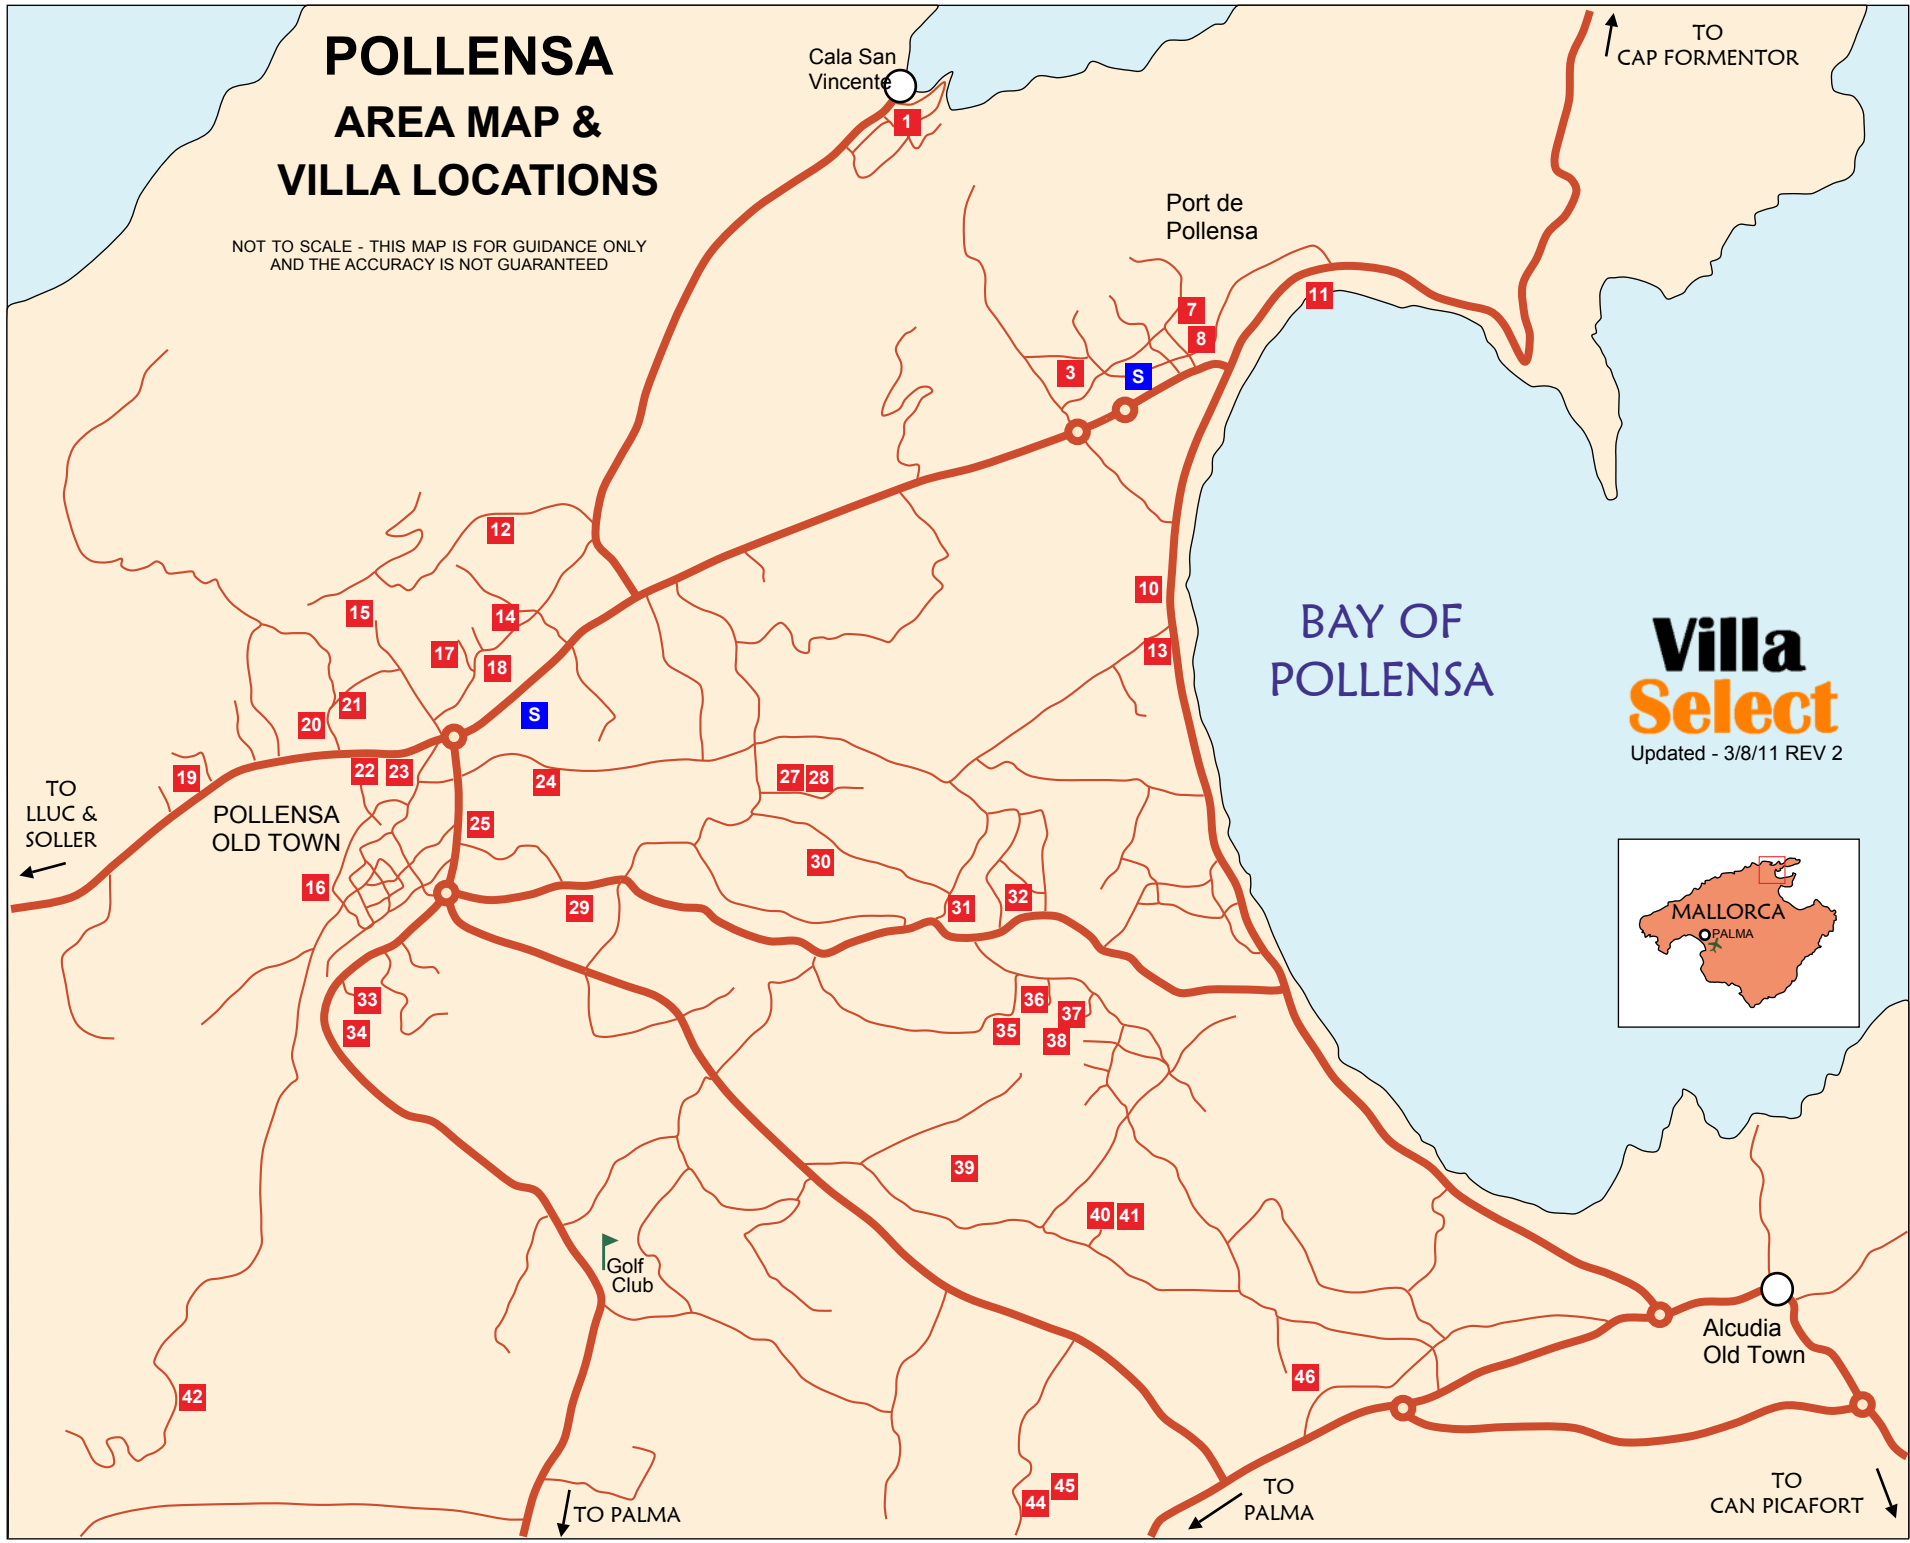 POLLENSA
AREA MAP &
VILLA LOCATIONS
NOT TO SCALE - THIS MAP IS FOR GUIDANCE ONLY
AND THE ACCURACY IS NOT GUARANTEED
Cala San
Vincente
1
TO
CAP FORMENTOR
Port de
Pollensa
11
7
8
3
S
12
10
15
14
13
17
18
BAY OF
POLLENSA
Villa
Select
Updated - 3/8/11 REV 2
21
20
S
22
23
19
24
27
28
TO
LLUC &
SOLLER
POLLENSA
OLD TOWN
25
30
16
29
31
32
MALLORCA
PALMA
33
34
36
37
35
38
39
40
41
Golf
Club
Alcudia
Old Town
46
42
45
44
TO PALMA
TO
PALMA
TO
CAN PICAFORT